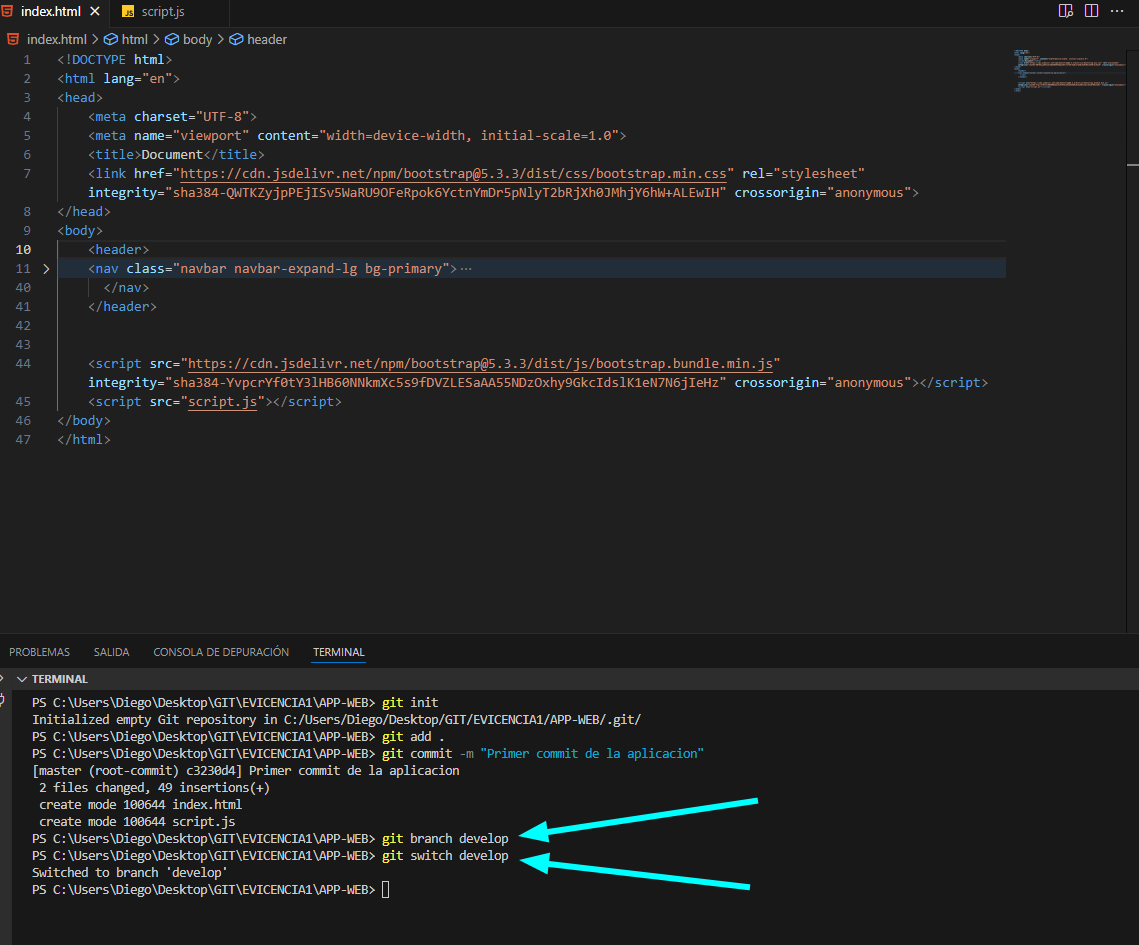 index.html
script.js
index.html > html > body > header
1 <!DOCTYPE html>
2 <html lang="en">
3 <head>
4 <meta charset="UTF-8">
5 <meta name="viewport" content="width=device-width, initial-scale=1.0">
6 <title>Document</title>
7 <link href="https://cdn.jsdelivr.net/npm/bootstrap@5.3.3/dist/css/bootstrap.min.css" rel="stylesheet"
integrity="sha384-QWTKZyjpPEjISv5WaRU9OFeRpok6YctnYmDr5pNlyT2bRjXh0JMhjY6hW+ALEwIH" crossorigin="anonymous">
8 </head>
9 <body>
10 <header>
11 <nav class="navbar navbar-expand-lg bg-primary">…
40 </nav>
41 </header>
42
43
44 <script src="https://cdn.jsdelivr.net/npm/bootstrap@5.3.3/dist/js/bootstrap.bundle.min.js"
integrity="sha384-YvpcrYf0tY3lHB60NNkmXc5s9fDVZLESaAA55NDzOxhy9GkcIdslK1eN7N6jIeHz" crossorigin="anonymous"></script>
45 <script src="script.js"></script>
46 </body>
47 </html>
PROBLEMAS SALIDA CONSOLA DE DEPURACIÓN TERMINAL
TERMINAL
PS C:\Users\Diego\Desktop\GIT\EVICENCIA1\APP-WEB> git init
Initialized empty Git repository in C:/Users/Diego/Desktop/GIT/EVICENCIA1/APP-WEB/.git/
PS C:\Users\Diego\Desktop\GIT\EVICENCIA1\APP-WEB> git add .
PS C:\Users\Diego\Desktop\GIT\EVICENCIA1\APP-WEB> git commit -m "Primer commit de la aplicacion"
[master (root-commit) c3230d4] Primer commit de la aplicacion
2 files changed, 49 insertions(+)
create mode 100644 index.html
create mode 100644 script.js
PS C:\Users\Diego\Desktop\GIT\EVICENCIA1\APP-WEB> git branch develop
PS C:\Users\Diego\Desktop\GIT\EVICENCIA1\APP-WEB> git switch develop
Switched to branch 'develop'
PS C:\Users\Diego\Desktop\GIT\EVICENCIA1\APP-WEB>